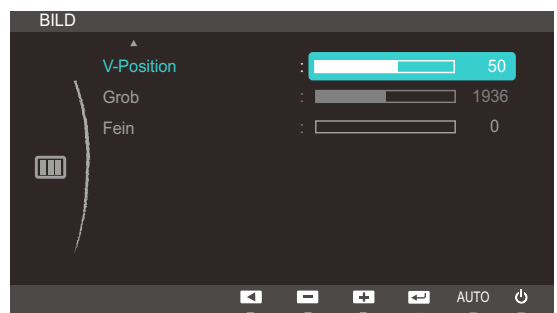 BILD
V-Position : 50
Grob : 1936
Fein : 0
AUTO